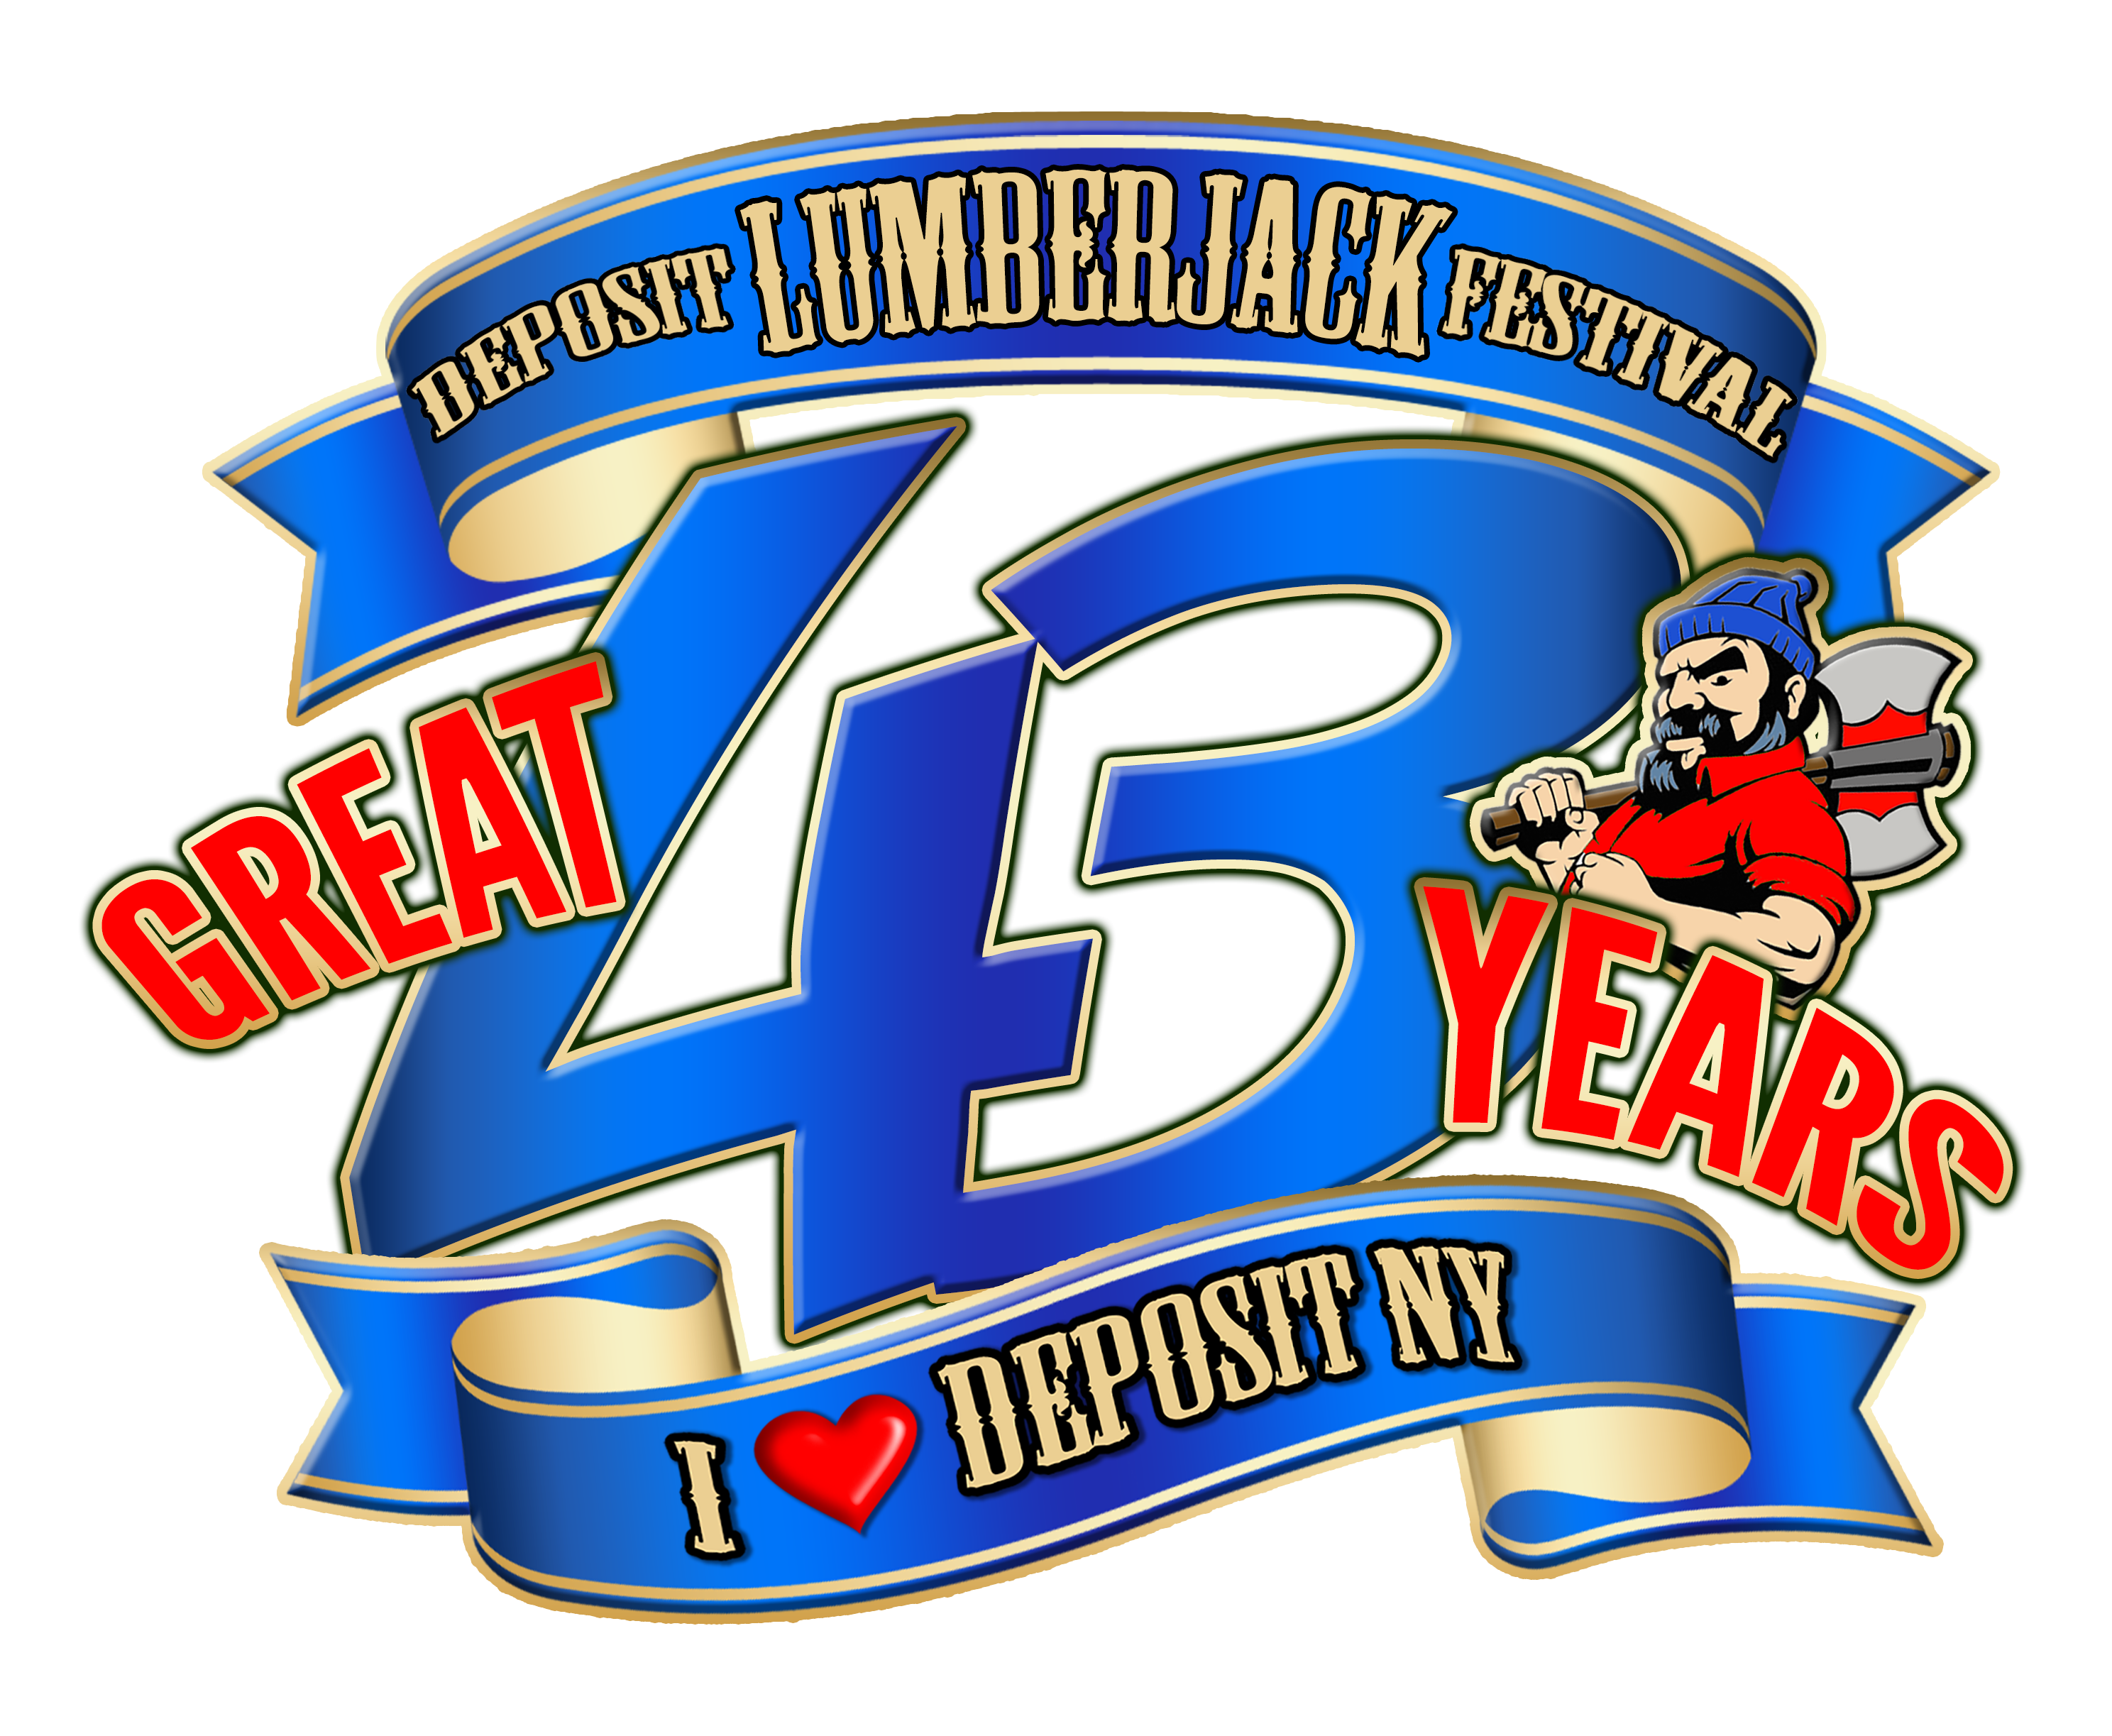 DEPOSIT LUMBERJACK FESTIVAL
GREAT
43
YEARS
I ❤ DEPOSIT NY